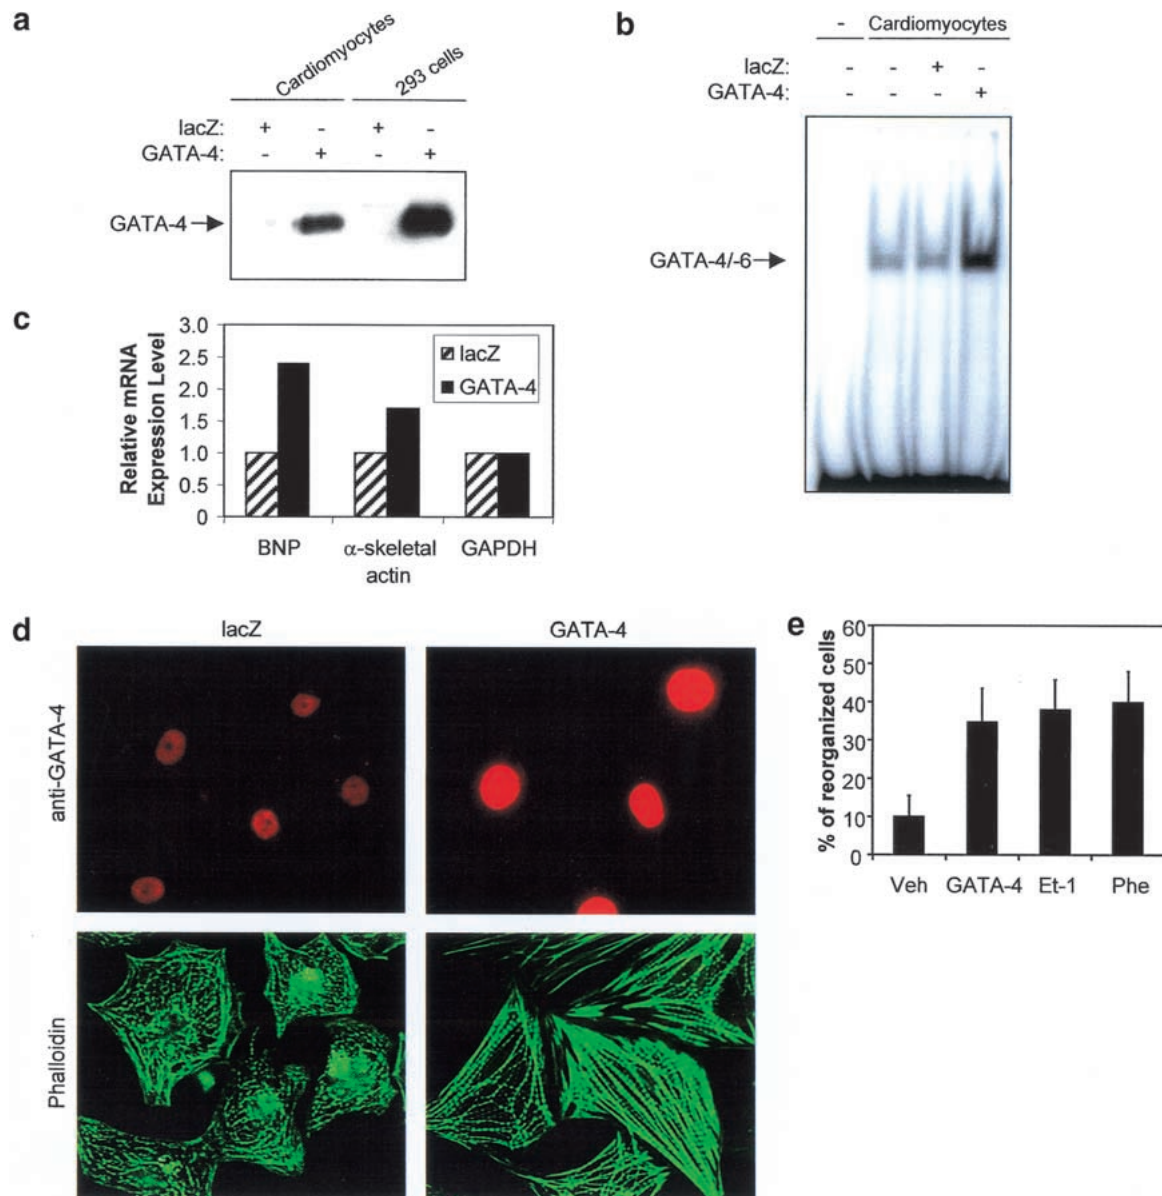 a
Cardiomyocytes 293 cells
lacZ: + - + -
GATA-4: - + - +
GATA-4
b
- Cardiomyocytes
lacZ: - - + -
GATA-4: - - - +
GATA-4/-6
c
Relative mRNA
Expression Level
3.0
2.5
2.0
1.5
1.0
0.5
0
lacZ
GATA-4
BNP α-skeletal actin GAPDH
d
lacZ GATA-4
anti-GATA-4
Phalloidin
e
% of reorganized cells
60
50
40
30
20
10
0
Veh GATA-4 Et-1 Phe